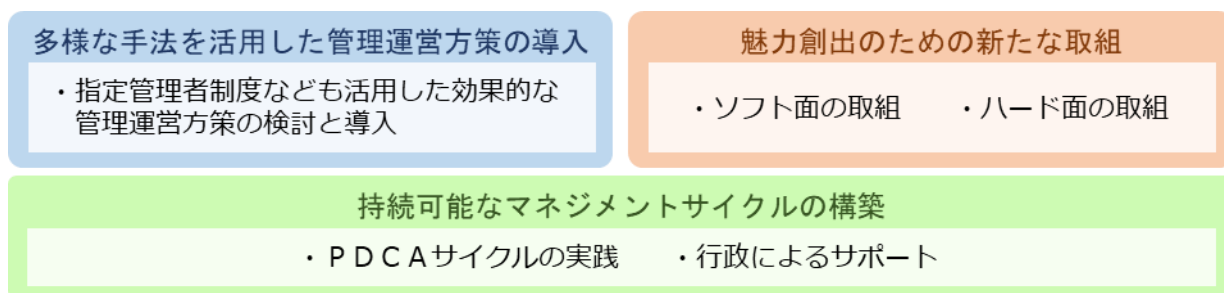 多様な手法を活用した管理運営方策の導入
・指定管理者制度なども活用した効果的な
管理運営方策の検討と導入
魅力創出のための新たな取組
・ソフト面の取組　・ハード面の取組
持続可能なマネジメントサイクルの構築
・ＰＤＣＡサイクルの実践　・行政によるサポート